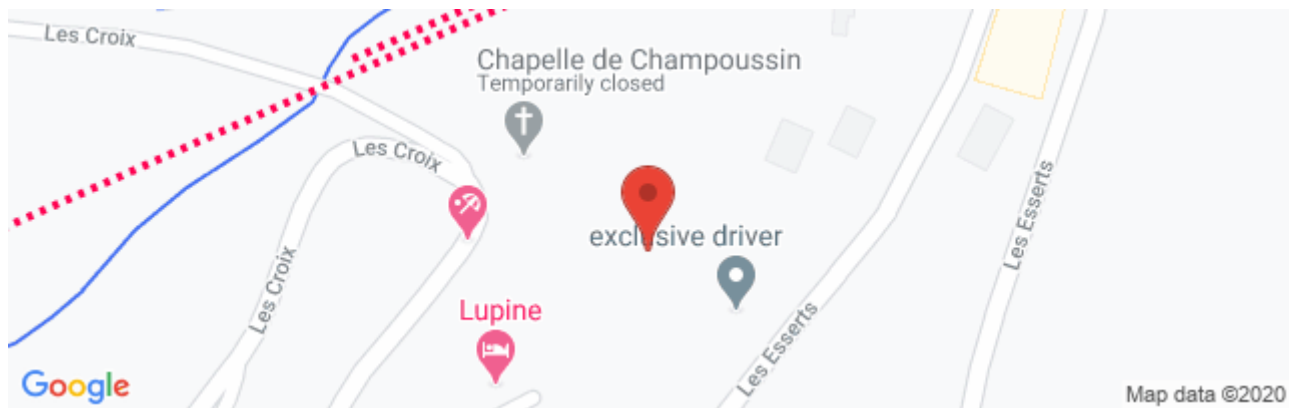 Les Croix
Chapelle de Champoussin
Temporarily closed
Les Croix
exclusive driver
Les Esserts
Les Croix
Lupine
Les Esserts
Google
Map data ©2020